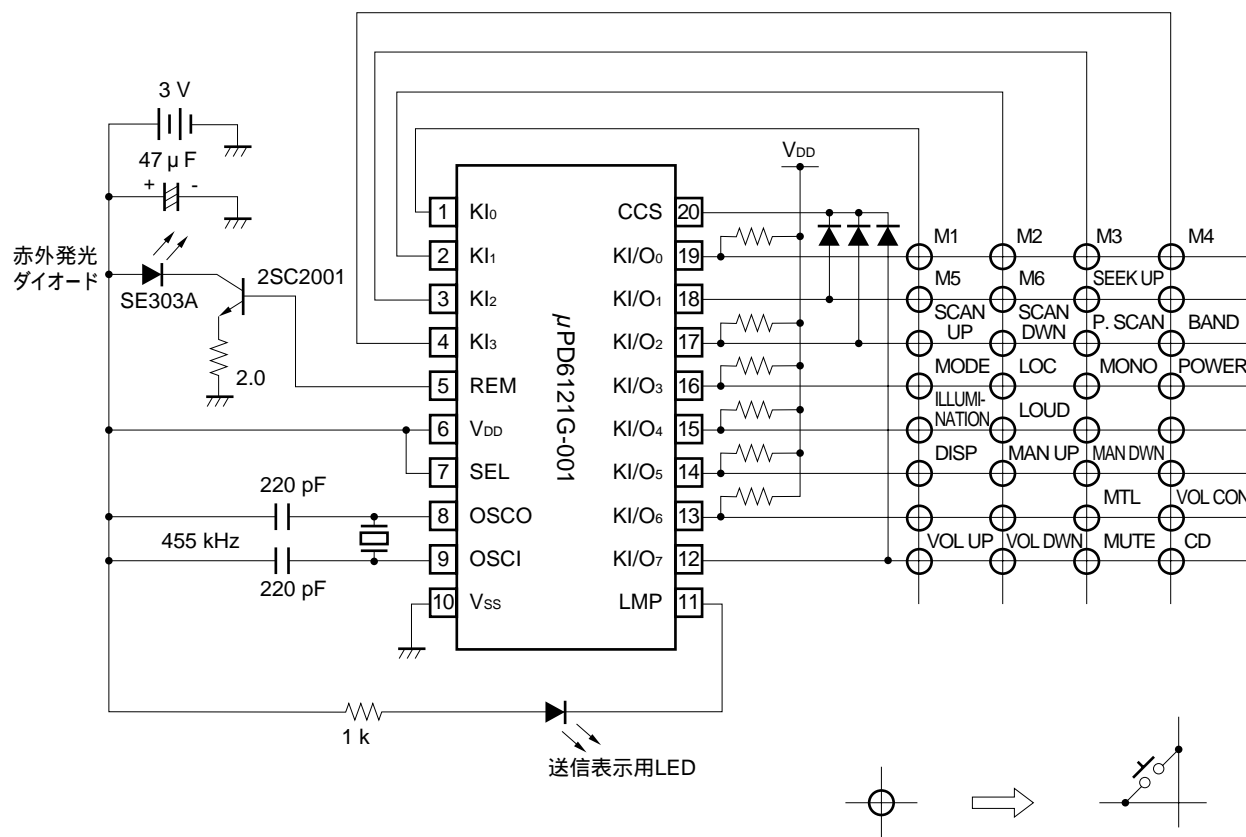 3 V
47 μ F
+ -
赤外発光
ダイオード
SE303A
2SC2001
2.0
220 pF
455 kHz
220 pF
1 k
送信表示用LED
μ PD6121G-001
1 KI0
2 KI1
3 KI2
4 KI3
5 REM
6 VDD
7 SEL
8 OSCO
9 OSCI
10 VSS
CCS 20
KI/O0 19
KI/O1 18
KI/O2 17
KI/O3 16
KI/O4 15
KI/O5 14
KI/O6 13
KI/O7 12
LMP 11
VDD
M1 M2 M3 M4
M5 M6 SEEK UP
SCAN UP SCAN DWN P. SCAN BAND
MODE LOC MONO POWER
ILLUMI-
NATION LOUD
DISP MAN UP MAN DWN
MTL VOL CON
VOL UP VOL DWN MUTE CD